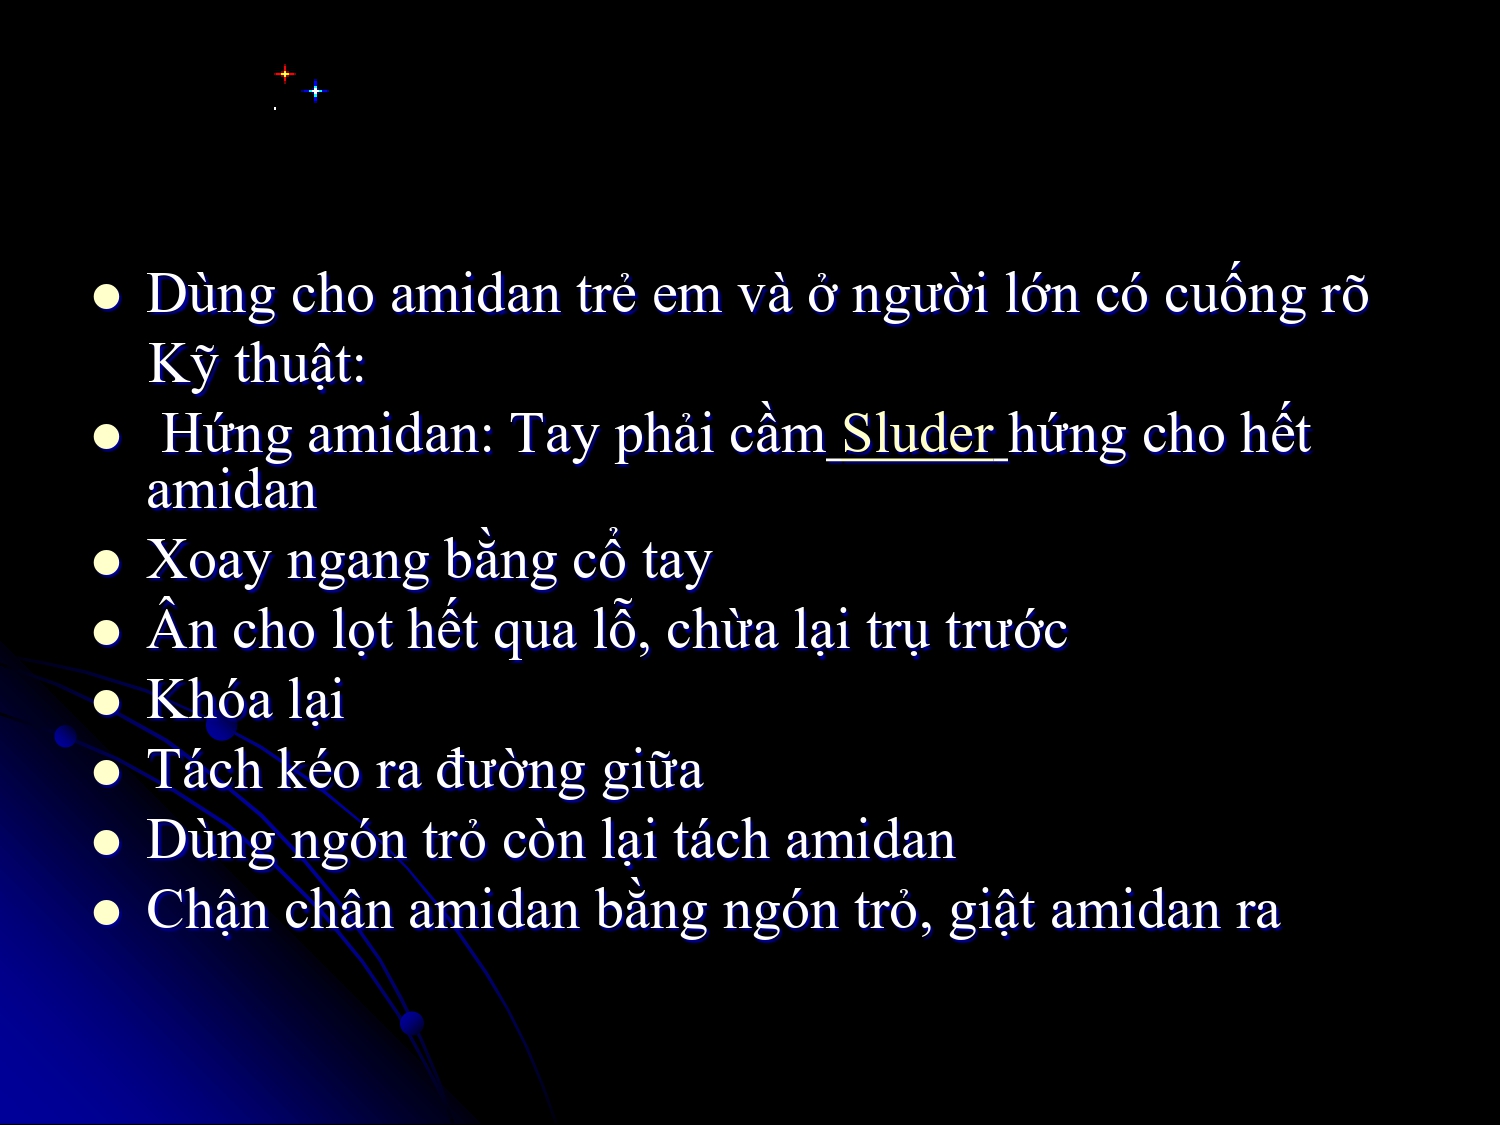 Dùng cho amidan trẻ em và ở người lớn có cuống rõ
Kỹ thuật:
Hứng amidan: Tay phải cầm Sluder hứng cho hết
amidan
Xoay ngang bằng cổ tay
Ân cho lọt hết qua lỗ, chừa lại trụ trước
Khóa lại
Tách kéo ra đường giữa
Dùng ngón trỏ còn lại tách amidan
Chận chân amidan bằng ngón trỏ, giật amidan ra